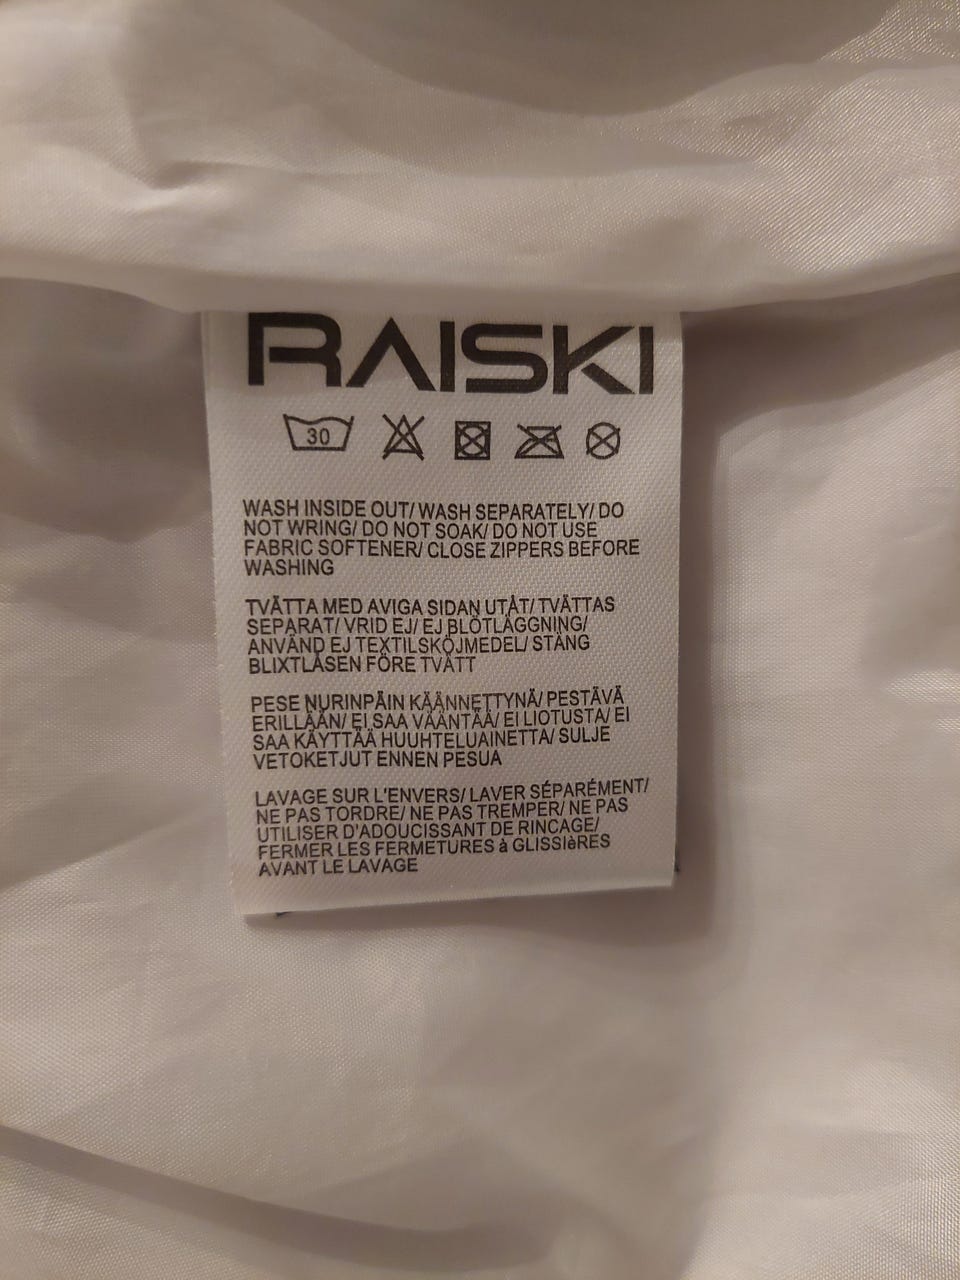 RAISKI
30
WASH INSIDE OUT/ WASH SEPARATELY/ DO
NOT WRING/ DO NOT SOAK/ DO NOT USE
FABRIC SOFTENER/ CLOSE ZIPPERS BEFORE
WASHING
TVÄTTA MED AVIGA SIDAN UTÅT/ TVÄTTAS
SEPARAT/ VRID EJ/ EJ BLÖTLÄGGNING/
ANVÄND EJ TEXTILSKÖJMEDEL/ STÄNG
BLIXTLÅSEN FÖRE TVÄTT
PESE NURINPÄIN KÄÄNNETTYNÄ/ PESTÄVÄ
ERILLÄÄN/ EI SAA VÄÄNTÄÄ/ EI LIOTUSTA/ EI
SAA KÄYTTÄÄ HUUHTELUAINETTA/ SULJE
VETOKETJUT ENNEN PESUA
LAVAGE SUR L'ENVERS/ LAVER SÉPARÉMENT/
NE PAS TORDRE/ NE PAS TREMPER/ NE PAS
UTILISER D'ADOUCISSANT DE RINCAGE/
FERMER LES FERMETURES à GLISSIèRES
AVANT LE LAVAGE